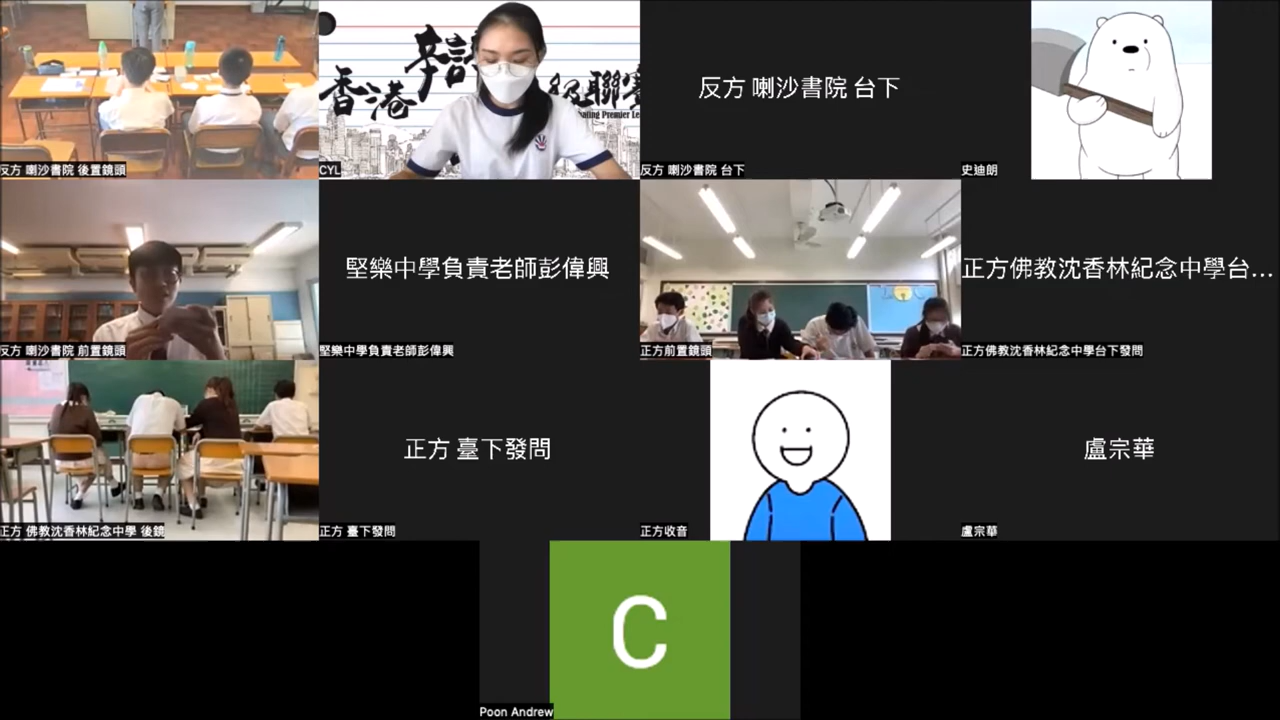 反方 喇沙書院 後置鏡頭
香港
辛
級聯賽
CYL
反方 喇沙書院 台下
反方 喇沙書院 台下
史迪朗
反方 喇沙書院 前置鏡頭
堅樂中學負責老師彭偉興
堅樂中學負責老師彭偉興
正方前置鏡頭
正方佛教沈香林紀念中學台...
正方佛教沈香林紀念中學台下發問
正方 佛教沈香林紀念中學 後鏡
正方 臺下發問
正方 臺下發問
正方收音
盧宗華
盧宗華
C
Poon Andrew